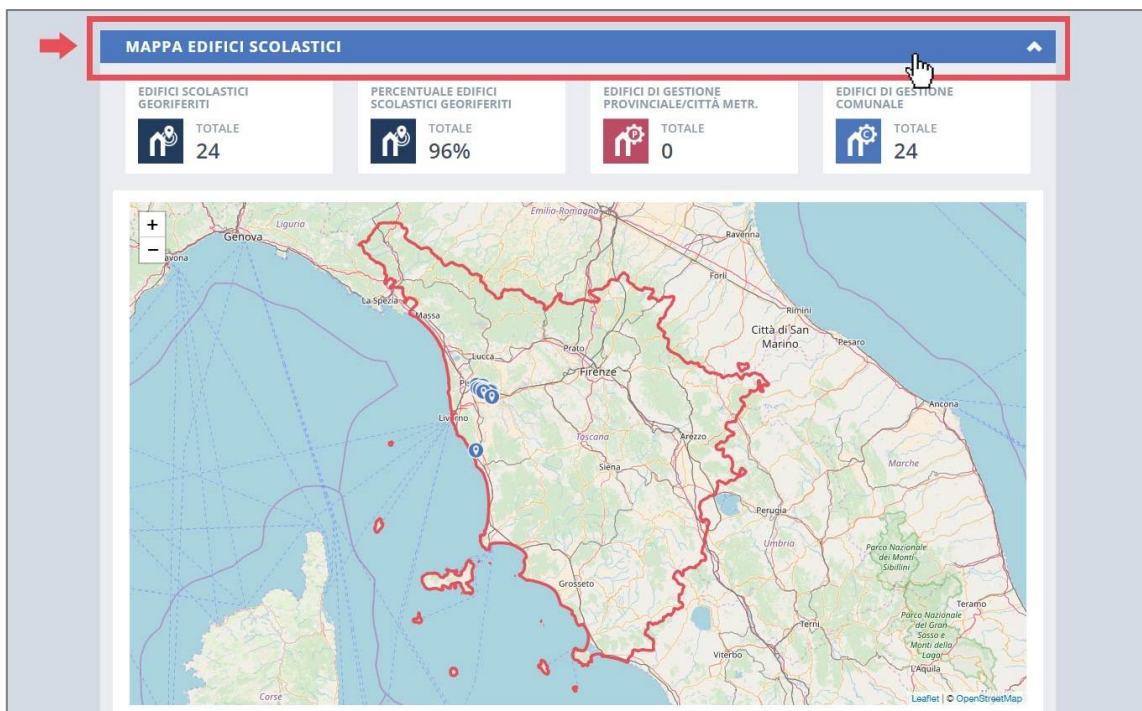 MAPPA EDIFICI SCOLASTICI
EDIFICI SCOLASTICI
GEORIFERITI
TOTALE
24
PERCENTUALE EDIFICI
SCOLASTICI GEORIFERITI
TOTALE
96%
EDIFICI DI GESTIONE
PROVINCIALE/CITTÀ METR.
P
TOTALE
0
EDIFICI DI GESTIONE
COMUNALE
C
TOTALE
24
+
−
Emilia-Romagna
Liguria
Genova
Ravenna
Forlì
La Spezia
Massa
Rimini
Città di San
Marino
Pesaro
Prato
Lucca
Firenze
Ancona
Toscana
Arezzo
Siena
Marche
Perugia
Umbria
Parco Nazionale
dei Monti
Sibillini
Grosseto
Teramo
Parco Nazionale
del Gran
Sasso e
Monti della
Laga
Terni
Viterbo
L'Aquila
Corse
Leaflet | © OpenStreetMap